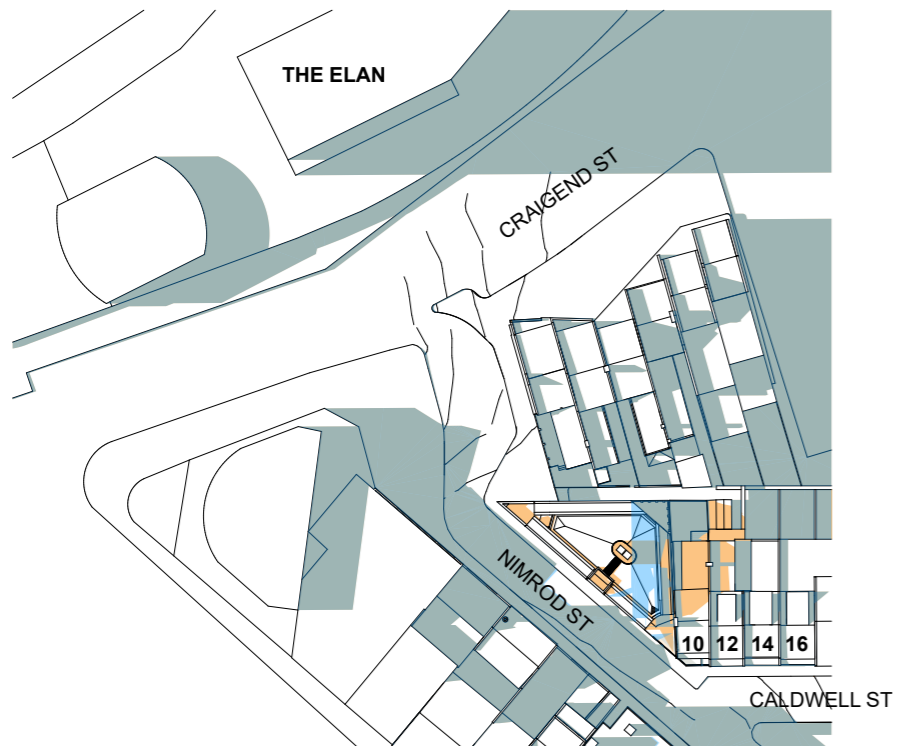 THE ELAN
CRAIGEND ST
NIMROD ST
10 12 14 16
CALDWELL ST